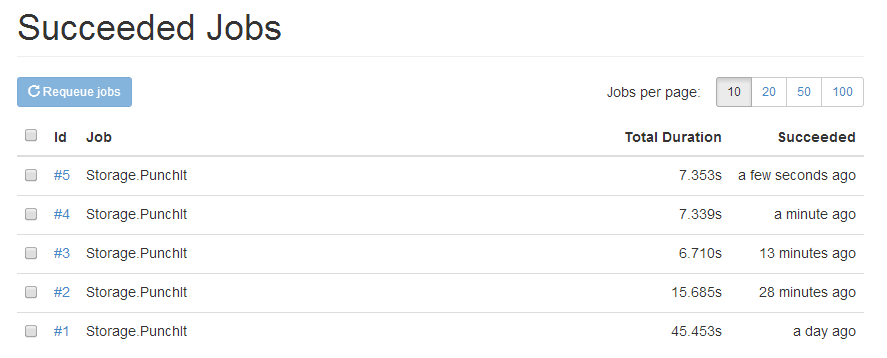 Succeeded Jobs
Requeue jobs Jobs per page: 10 20 50 100
Id Job Total Duration Succeeded
#5 Storage.PunchIt 7.353s a few seconds ago
#4 Storage.PunchIt 7.339s a minute ago
#3 Storage.PunchIt 6.710s 13 minutes ago
#2 Storage.PunchIt 15.685s 28 minutes ago
#1 Storage.PunchIt 45.453s a day ago